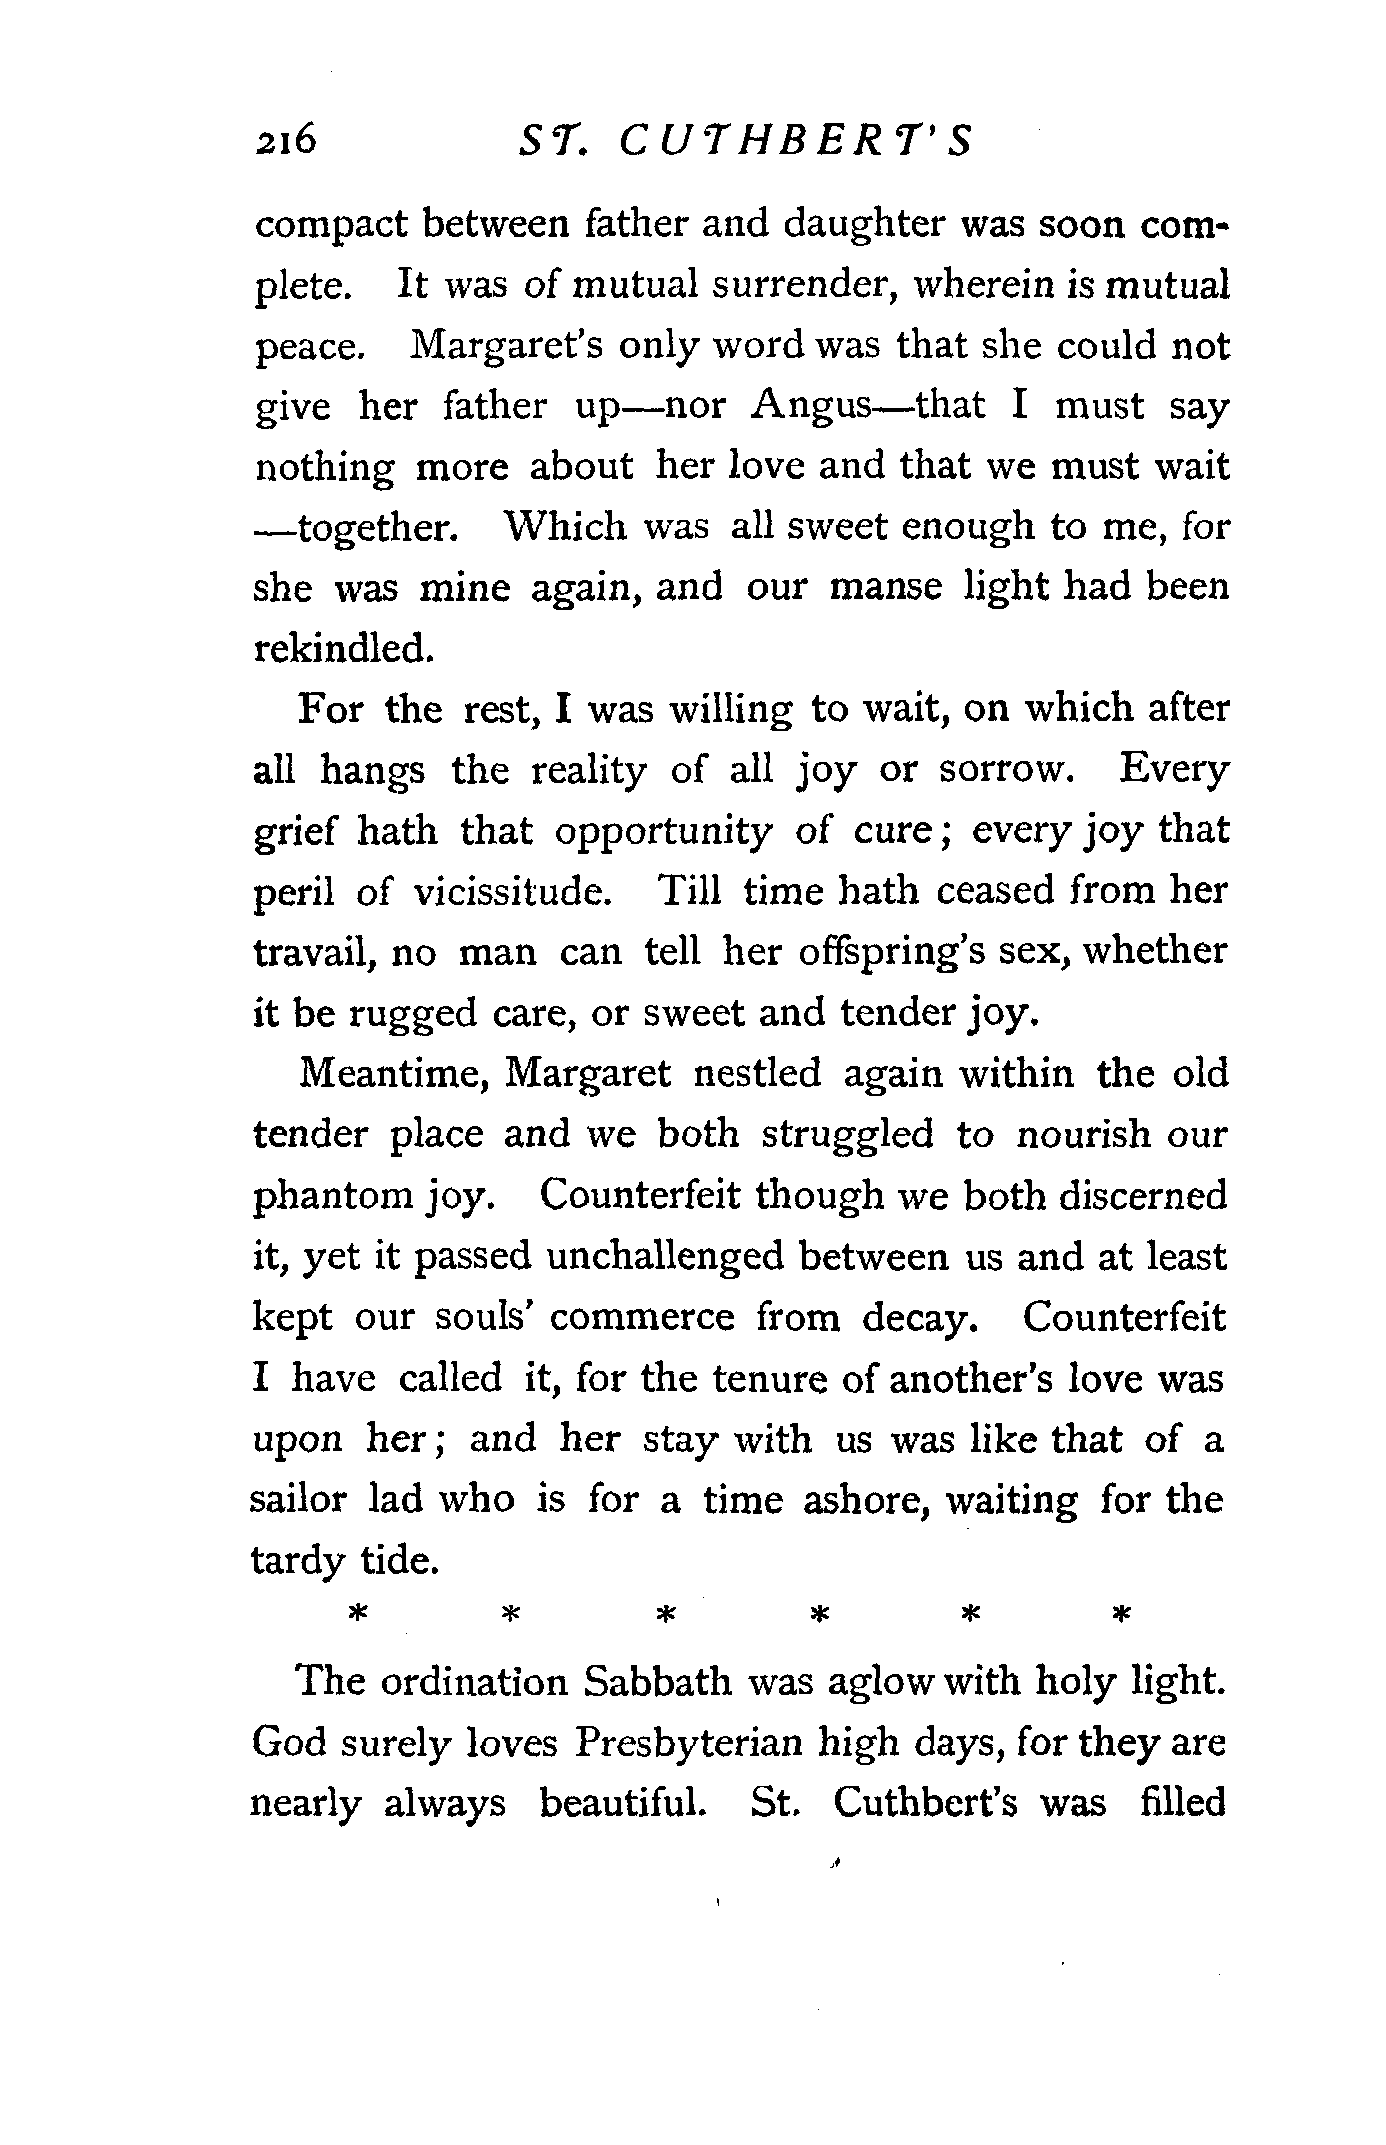 216 ST. CUTHBERT'S
compact between father and daughter was soon com-
plete. It was of mutual surrender, wherein is mutual
peace. Margaret's only word was that she could not
give her father up—nor Angus—that I must say
nothing more about her love and that we must wait
—together. Which was all sweet enough to me, for
she was mine again, and our manse light had been
rekindled.
For the rest, I was willing to wait, on which after
all hangs the reality of all joy or sorrow. Every
grief hath that opportunity of cure; every joy that
peril of vicissitude. Till time hath ceased from her
travail, no man can tell her offspring's sex, whether
it be rugged care, or sweet and tender joy.
Meantime, Margaret nestled again within the old
tender place and we both struggled to nourish our
phantom joy. Counterfeit though we both discerned
it, yet it passed unchallenged between us and at least
kept our souls' commerce from decay. Counterfeit
I have called it, for the tenure of another's love was
upon her; and her stay with us was like that of a
sailor lad who is for a time ashore, waiting for the
tardy tide.
* * * * * *
The ordination Sabbath was aglow with holy light.
God surely loves Presbyterian high days, for they are
nearly always beautiful. St. Cuthbert's was filled